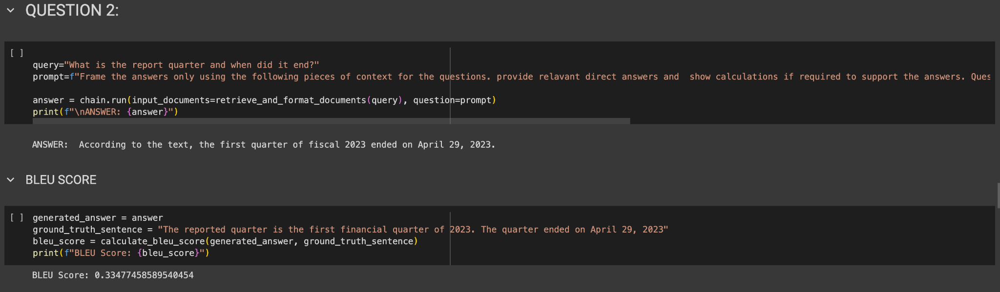 QUESTION 2:
[ ]
query="What is the report quarter and when did it end?"
prompt=f"Frame the answers only using the following pieces of context for the questions. provide relavant direct answers and  show calculations if required to support the answers. Ques
answer = chain.run(input_documents=retrieve_and_format_documents(query), question=prompt)
print(f"\nANSWER: {answer}")
ANSWER:  According to the text, the first quarter of fiscal 2023 ended on April 29, 2023.
BLEU SCORE
[ ] generated_answer = answer
ground_truth_sentence = "The reported quarter is the first financial quarter of 2023. The quarter ended on April 29, 2023"
bleu_score = calculate_bleu_score(generated_answer, ground_truth_sentence)
print(f"BLEU Score: {bleu_score}")
BLEU Score: 0.33477458589540454